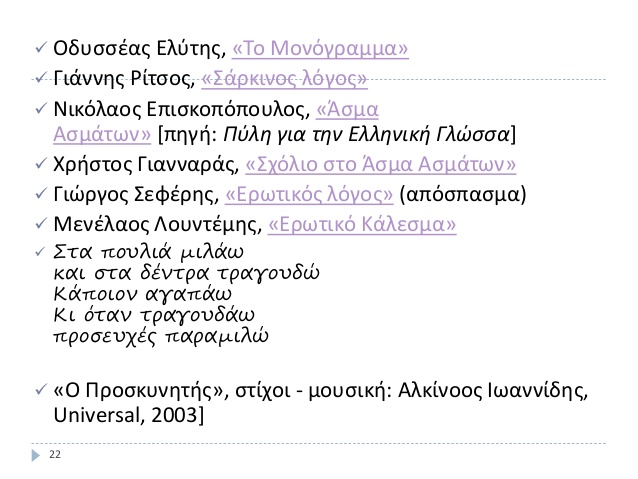 Οδυσσέας Ελύτης, «Το Μονόγραμμα»
Γιάννης Ρίτσος, «Σάρκινος λόγος»
Νικόλαος Επισκοπόπουλος, «Άσμα
Ασμάτων» [πηγή: Πύλη για την Ελληνική Γλώσσα]
Χρήστος Γιανναράς, «Σχόλιο στο Άσμα Ασμάτων»
Γιώργος Σεφέρης, «Ερωτικός λόγος» (απόσπασμα)
Μενέλαος Λουντέμης, «Ερωτικό Κάλεσμα»
Στα πουλιά μιλάω
και στα δέντρα τραγουδώ
Κάποιον αγαπάω
Κι όταν τραγουδάω
προσευχές παραμιλώ
«Ο Προσκυνητής», στίχοι - μουσική: Αλκίνοος Ιωαννίδης,
Universal, 2003]
22